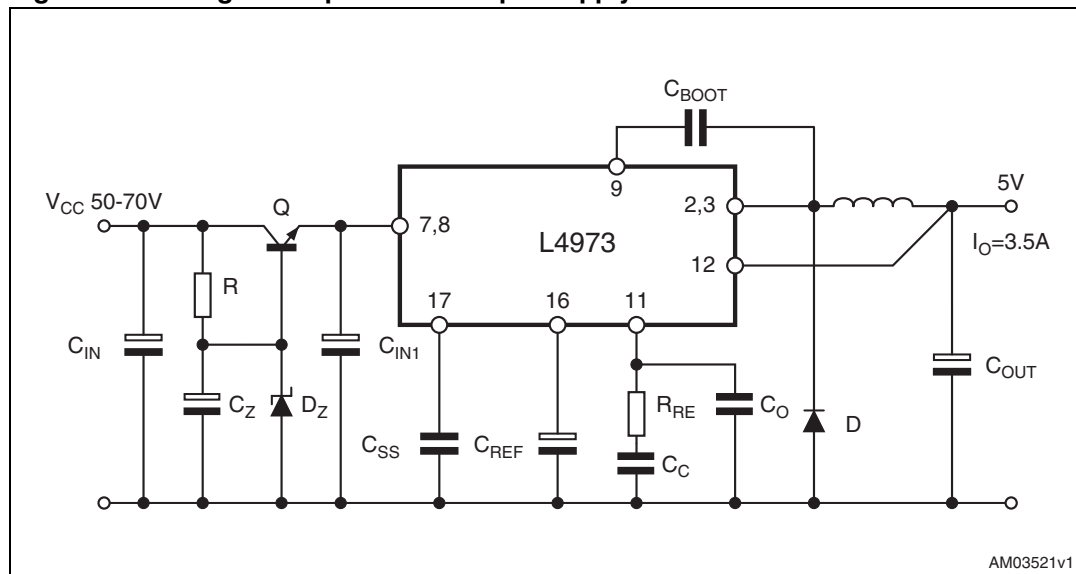 V_CC 50-70V
Q
R
C_IN
C_Z
D_Z
C_IN1
7,8
L4973
9
C_BOOT
2,3
12
17
16
11
C_SS
C_REF
R_RE
C_C
C_O
D
5V
I_O=3.5A
C_OUT
AM03521v1